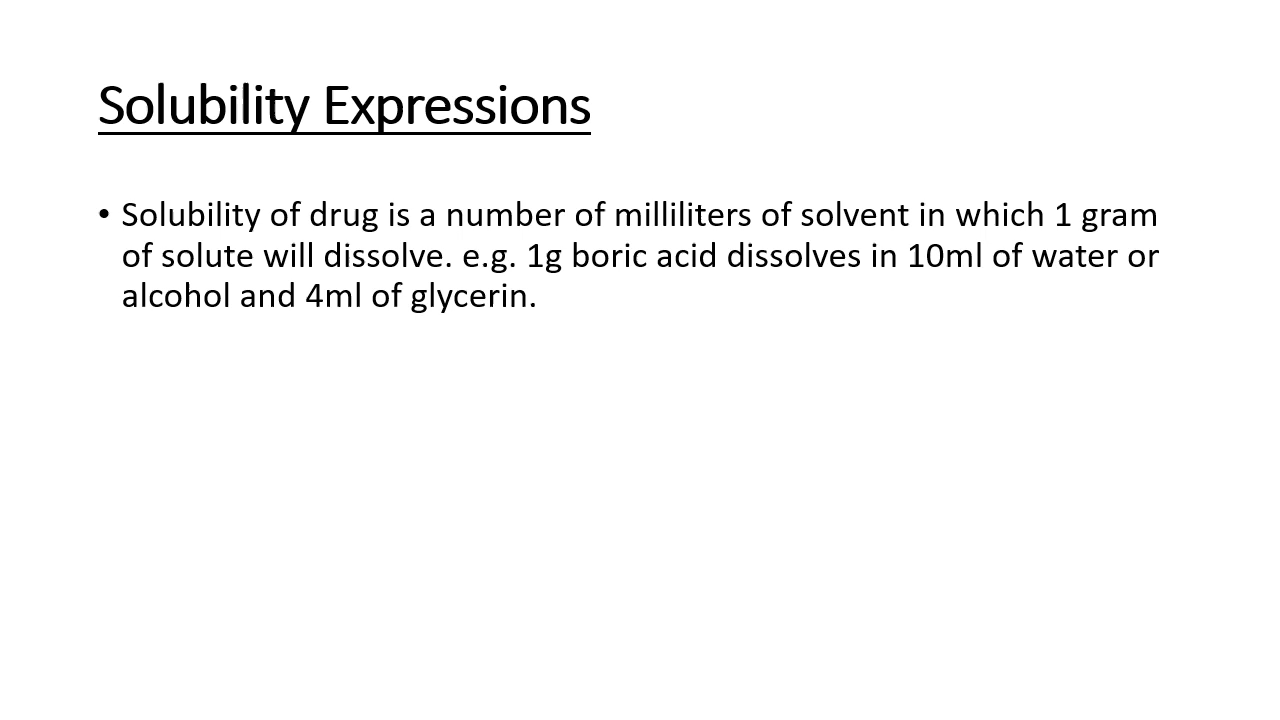 Solubility Expressions
• Solubility of drug is a number of milliliters of solvent in which 1 gram
of solute will dissolve. e.g. 1g boric acid dissolves in 10ml of water or
alcohol and 4ml of glycerin.